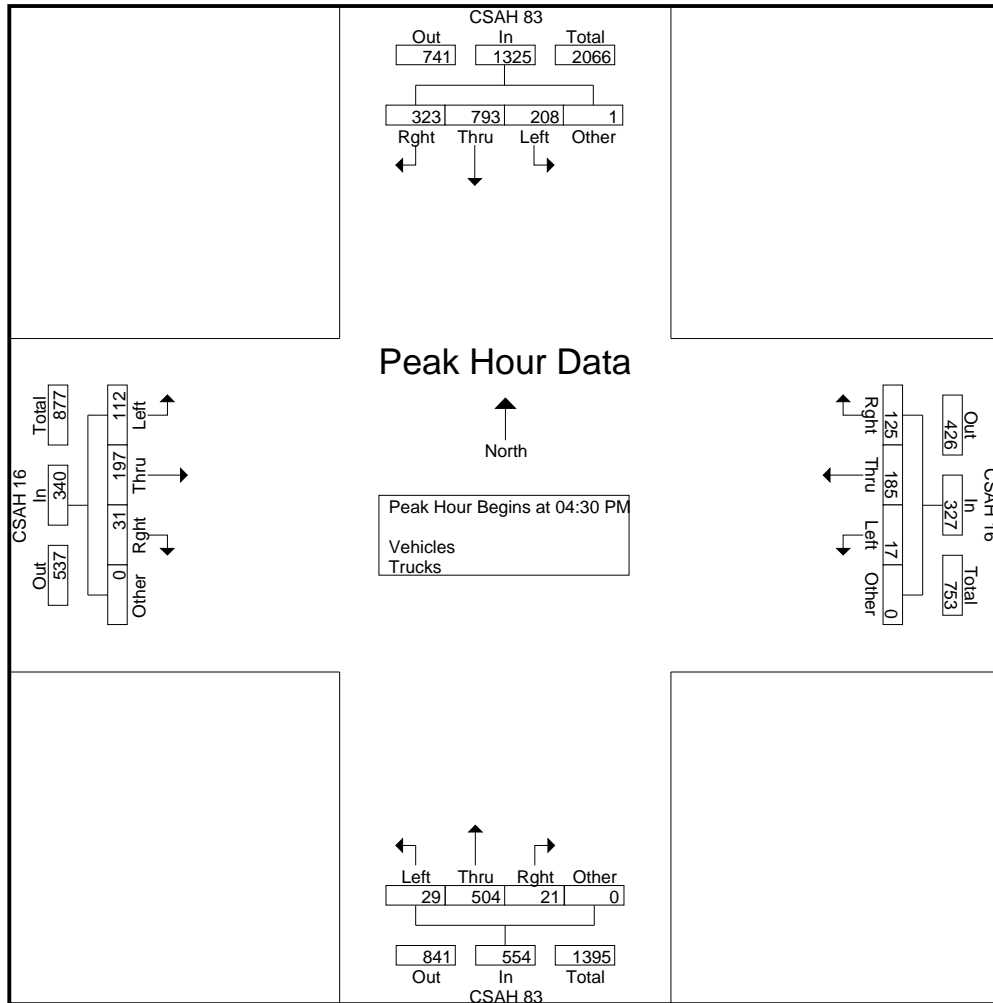 CSAH 83
Out In Total
741 1325 2066
323 793 208 1
Rght Thru Left Other
Peak Hour Data
North
Peak Hour Begins at 04:30 PM
Vehicles
Trucks
CSAH 16
Total In Out
877 340 537
112 197 31 0
Left Thru Rght Other
Rght Thru Left Other
125 185 17 0
Out In Total
426 327 753
CSAH 16
Left Thru Rght Other
29 504 21 0
841 554 1395
Out In Total
CSAH 83